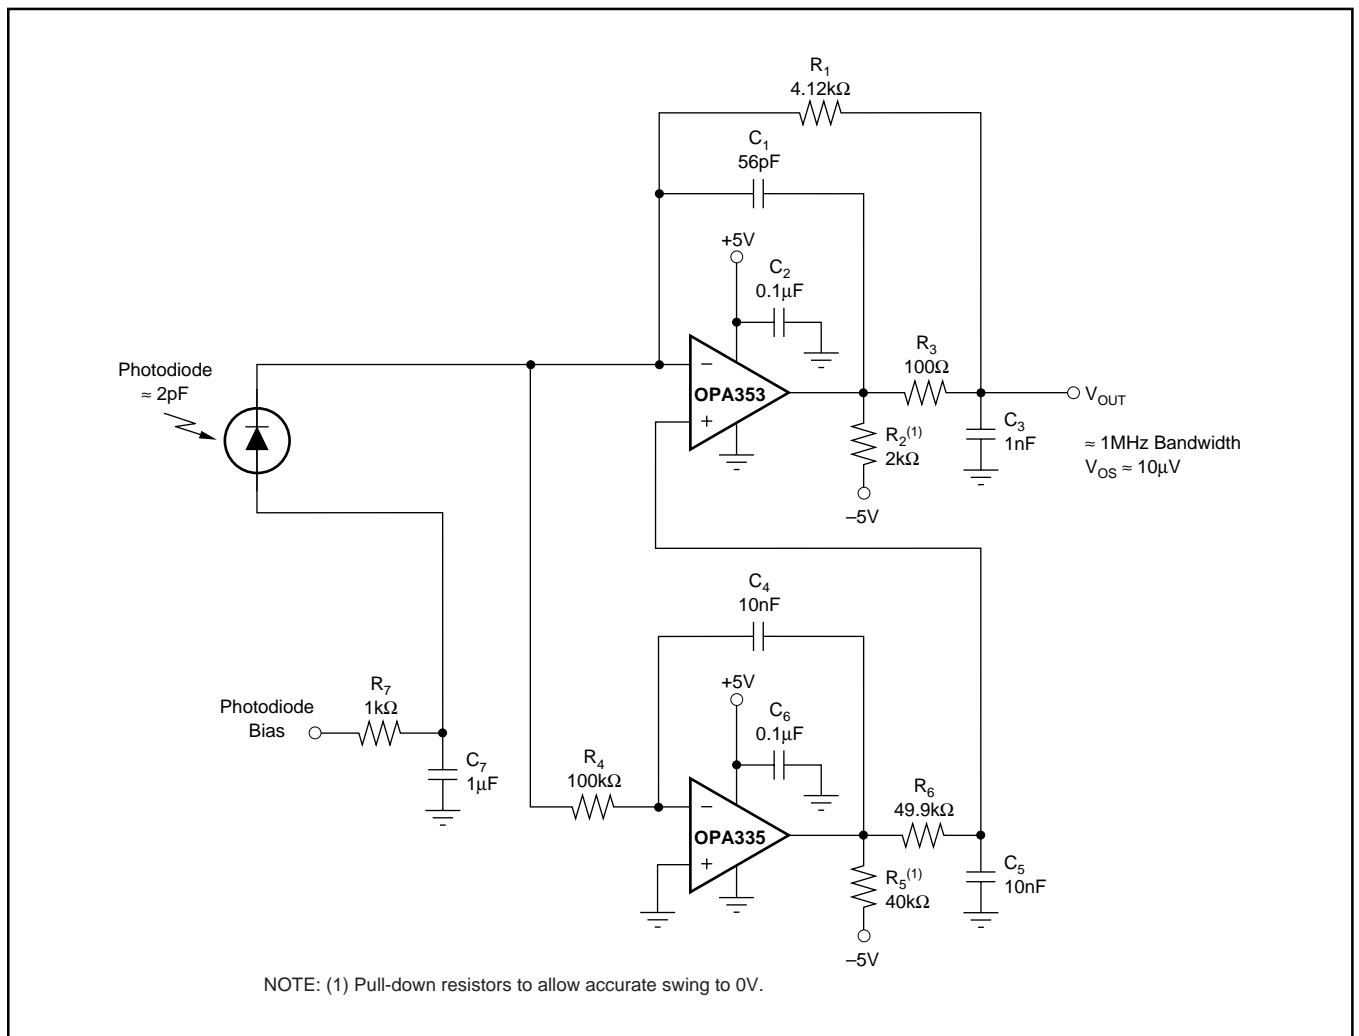 R1
4.12kΩ
C1
56pF
+5V
C2
0.1µF
Photodiode
≈ 2pF
R3
100Ω
–
OPA353
+
VOUT
R2(1)
2kΩ
C3
1nF
≈ 1MHz Bandwidth
VOS ≈ 10µV
–5V
C4
10nF
+5V
R7
1kΩ
Photodiode
Bias
C6
0.1µF
C7
1µF
R4
100kΩ
R6
49.9kΩ
–
OPA335
+
R5(1)
40kΩ
C5
10nF
–5V
NOTE: (1) Pull-down resistors to allow accurate swing to 0V.